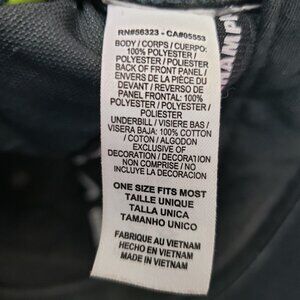 RN#56323 - CA#05553
BODY / CORPS / CUERPO:
100% POLYESTER /
POLYESTER / POLIESTER
BACK OF FRONT PANEL /
ENVERS DE LA PIÈCE DU
DEVANT / REVERSO DE
PANEL FRONTAL: 100%
POLYESTER / POLYESTER /
POLIESTER
UNDERBILL / VISIERE BAS /
VISERA BAJA: 100% COTTON
/ COTON / ALGODON
EXCLUSIVE OF
DECORATION / DECORATION
NON COMPRISE / NO
INCLUYE LA DECORACION
ONE SIZE FITS MOST
TAILLE UNIQUE
TALLA UNICA
TAMANHO UNICO
FABRIQUE AU VIETNAM
HECHO EN VIETNAM
MADE IN VIETNAM